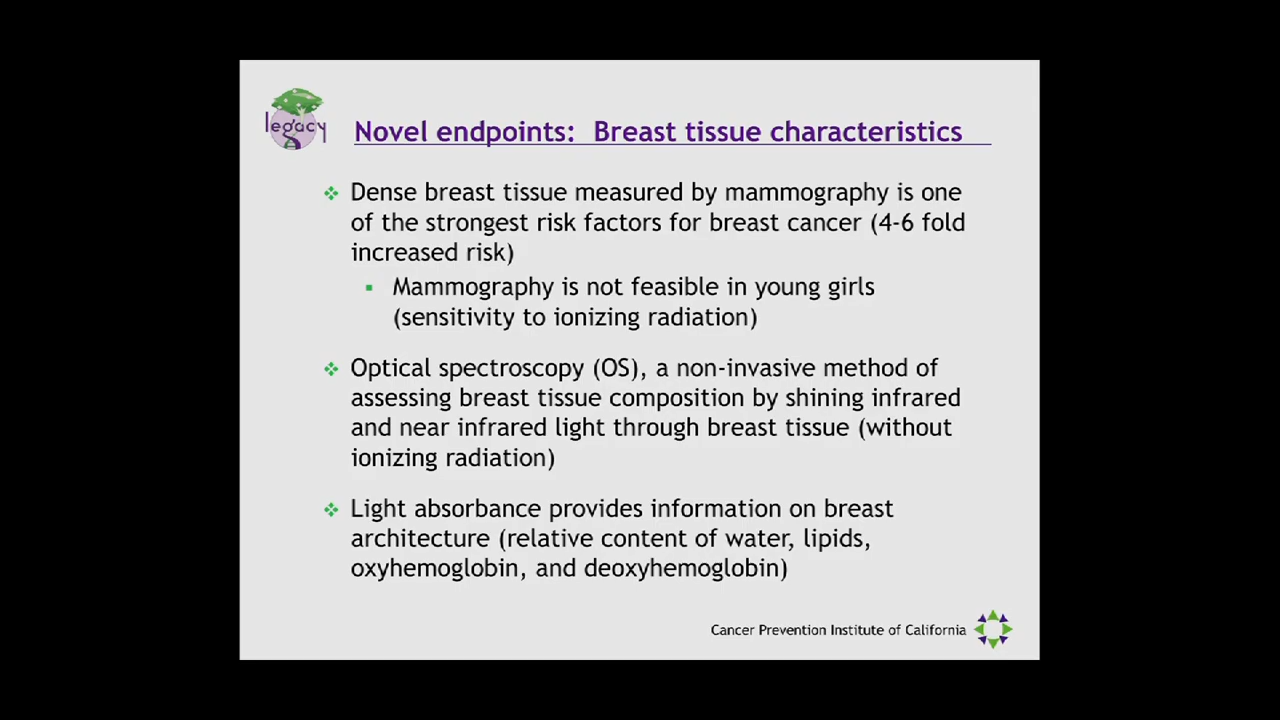 legacy
Novel endpoints: Breast tissue characteristics
Dense breast tissue measured by mammography is one
of the strongest risk factors for breast cancer (4-6 fold
increased risk)
Mammography is not feasible in young girls
(sensitivity to ionizing radiation)
Optical spectroscopy (OS), a non-invasive method of
assessing breast tissue composition by shining infrared
and near infrared light through breast tissue (without
ionizing radiation)
Light absorbance provides information on breast
architecture (relative content of water, lipids,
oxyhemoglobin, and deoxyhemoglobin)
Cancer Prevention Institute of California